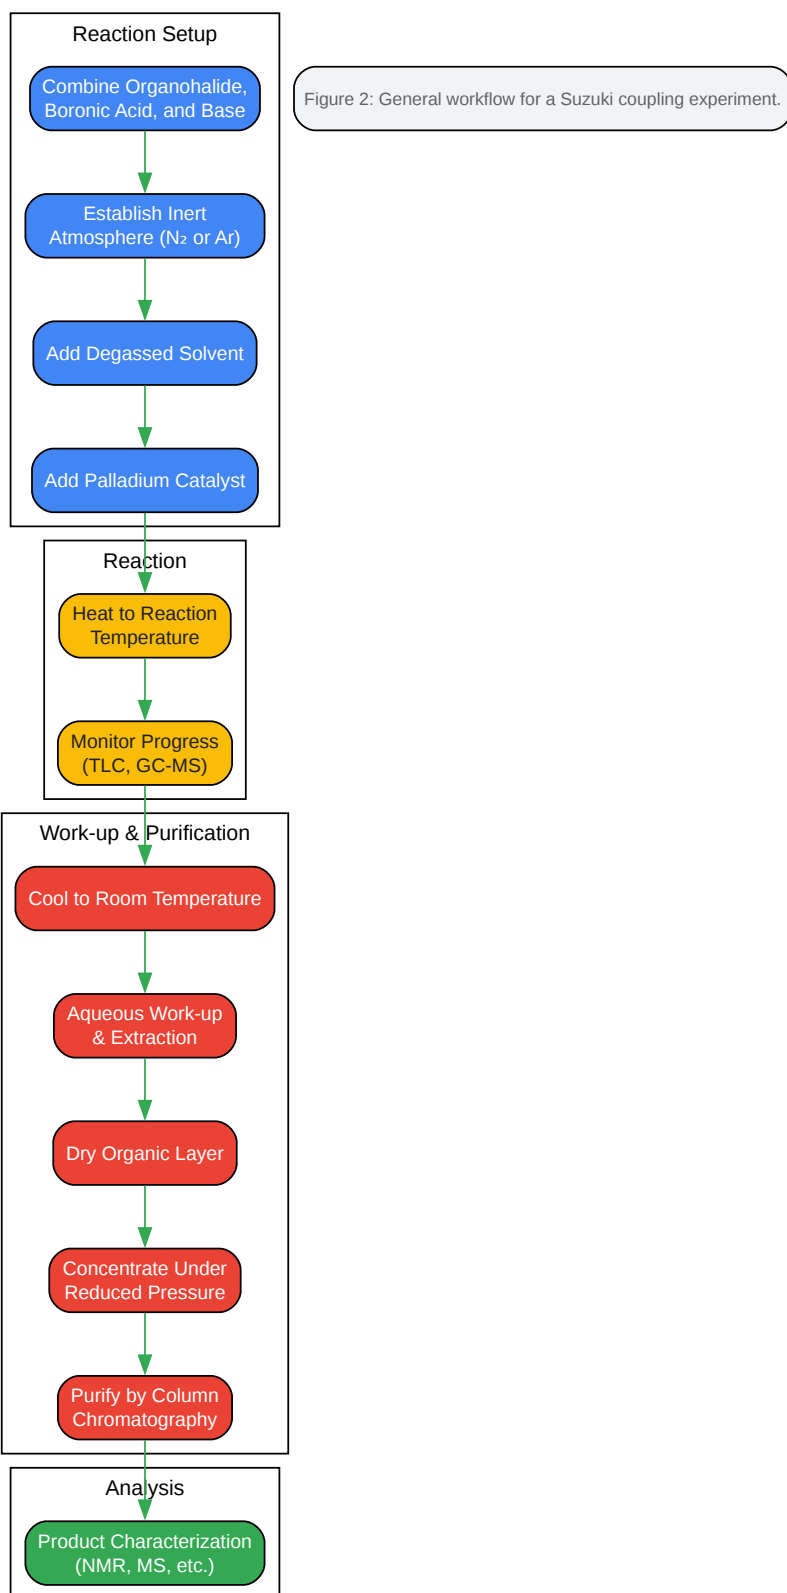 Reaction Setup
Combine Organohalide,
Boronic Acid, and Base
Figure 2: General workflow for a Suzuki coupling experiment.
Establish Inert
Atmosphere (N₂ or Ar)
Add Degassed Solvent
Add Palladium Catalyst
Reaction
Heat to Reaction
Temperature
Monitor Progress
(TLC, GC-MS)
Work-up & Purification
Cool to Room Temperature
Aqueous Work-up
& Extraction
Dry Organic Layer
Concentrate Under
Reduced Pressure
Purify by Column
Chromatography
Analysis
Product Characterization
(NMR, MS, etc.)